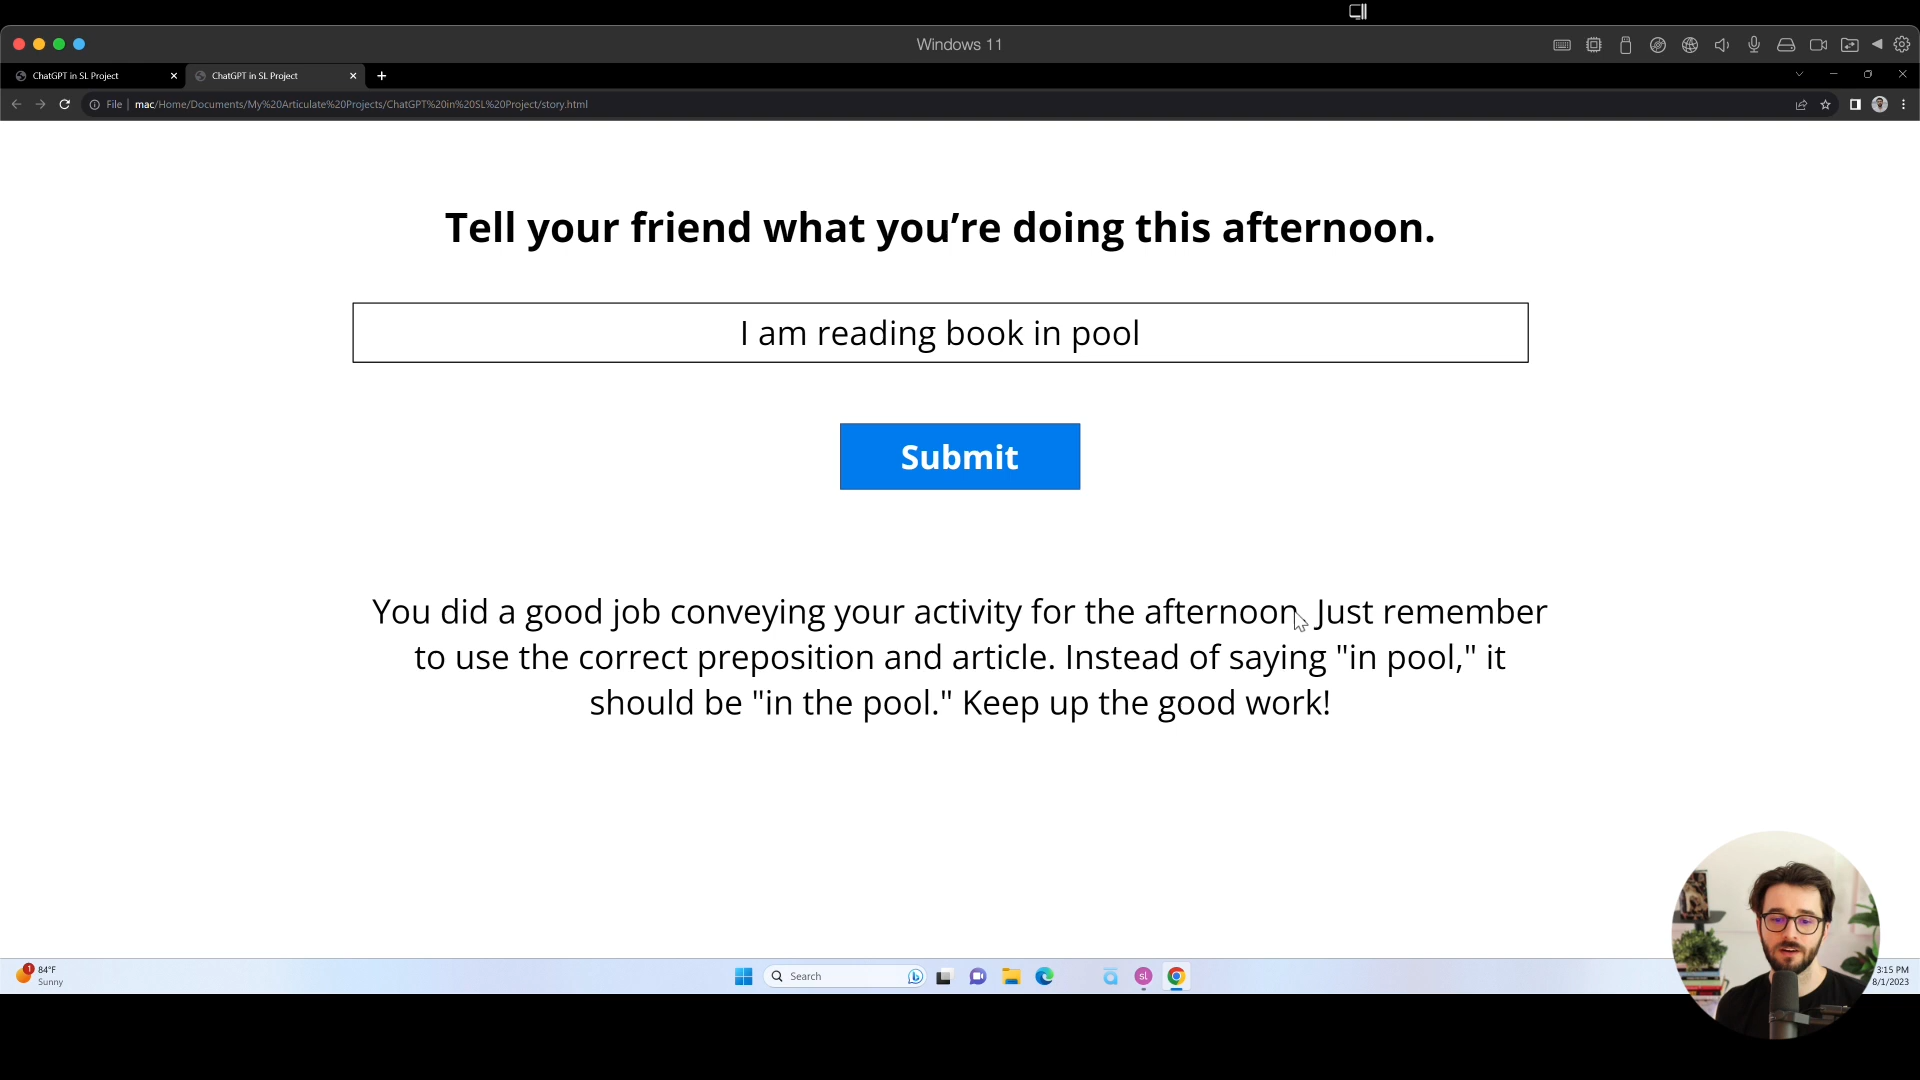 Windows 11
ChatGPT in SL Project
ChatGPT in SL Project
File | mac/Home/Documents/My%20Articulate%20Projects/ChatGPT%20in%20SL%20Project/story.html
Tell your friend what you’re doing this afternoon.
I am reading book in pool
Submit
You did a good job conveying your activity for the afternoon. Just remember
to use the correct preposition and article. Instead of saying "in pool," it
should be "in the pool." Keep up the good work!
1
84°F
Sunny
Search
sl
3:15 PM
8/1/2023